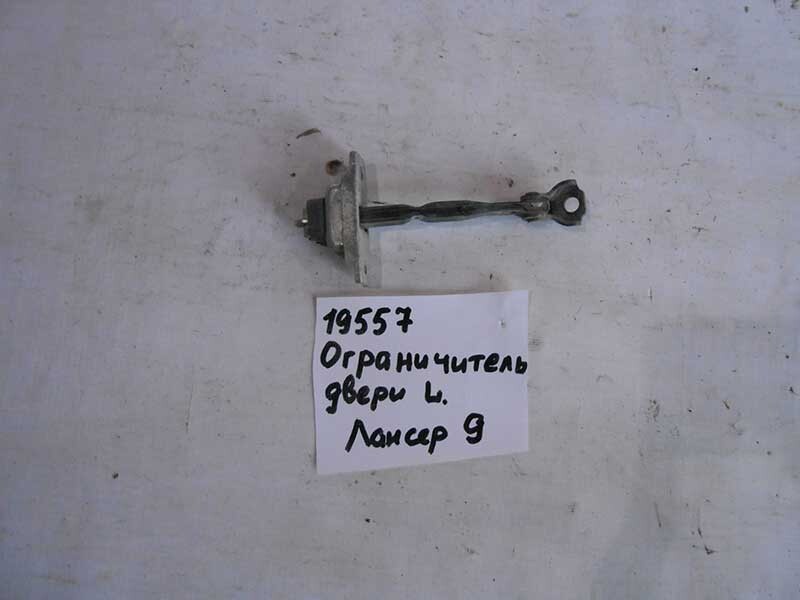 19557
Ограничитель
двери L.
Лансер 9